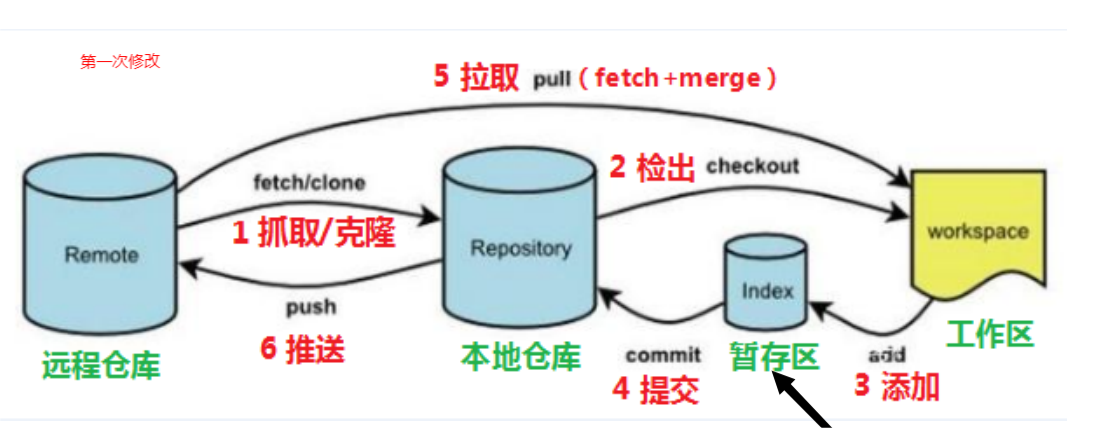 第一次修改
5 拉取 pull（fetch+merge）
fetch/clone
1 抓取/克隆
2 检出 checkout
Remote
Repository
workspace
Index
push
6 推送
远程仓库
本地仓库
commit
4 提交
暂存区
add
3 添加
工作区